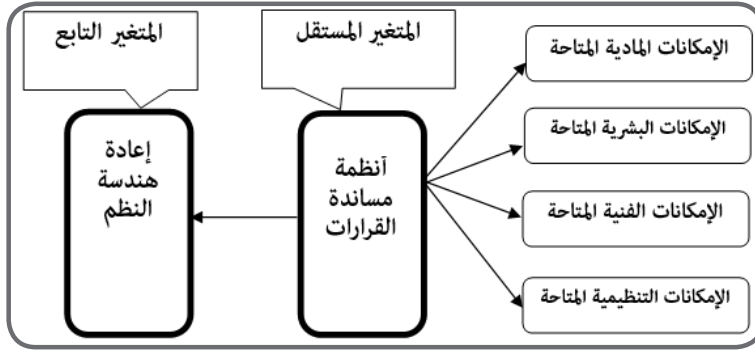 الإمكانات المادية المتاحة
المتغير المستقل
المتغير التابع
الإمكانات البشرية المتاحة
أنظمة
مساندة
القرارات
إعادة
هندسة
النظم
الإمكانات الفنية المتاحة
الإمكانات التنظيمية المتاحة